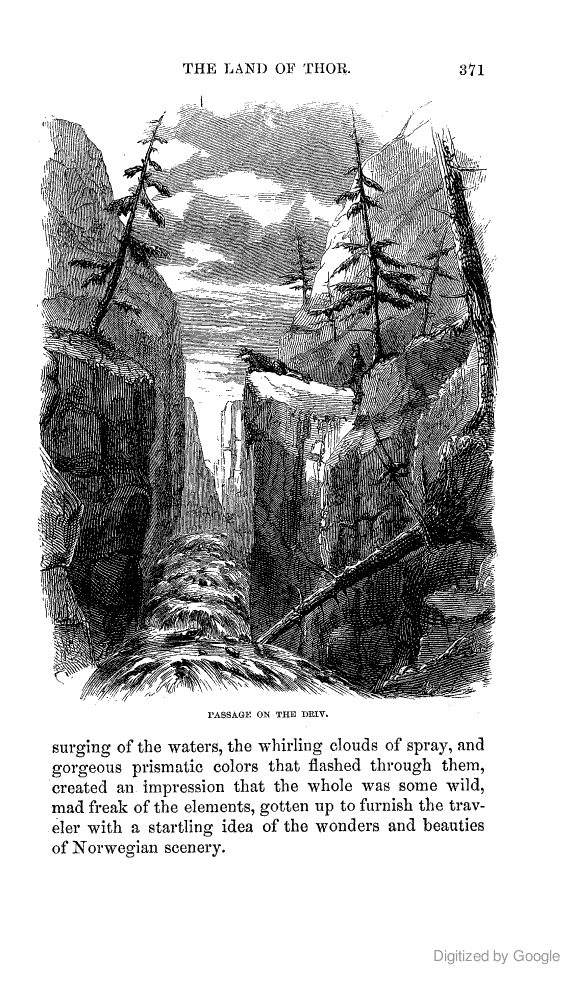 THE LAND OF THOR.
371
PASSAGE ON THE DRIV.
surging of the waters, the whirling clouds of spray, and
gorgeous prismatic colors that flashed through them,
created an impression that the whole was some wild,
mad freak of the elements, gotten up to furnish the trav-
eler with a startling idea of the wonders and beauties
of Norwegian scenery.
Digitized by Google